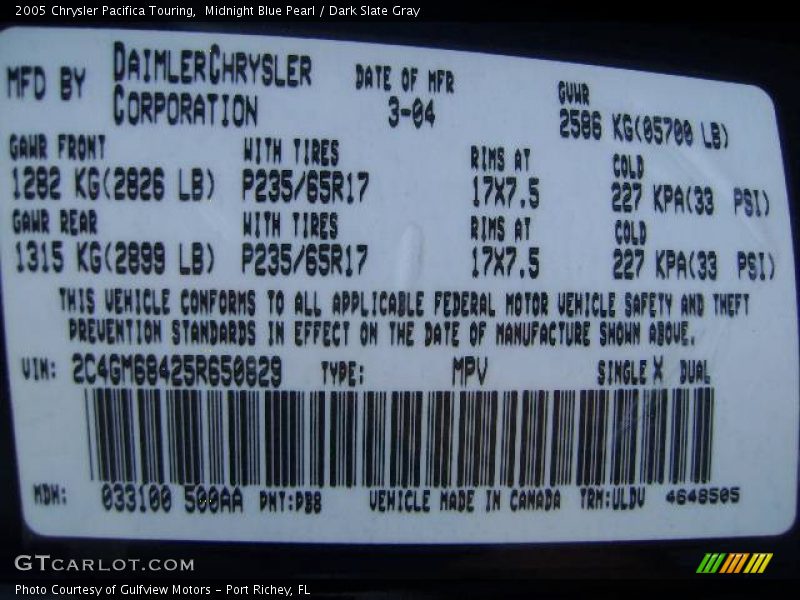 2005 Chrysler Pacifica Touring, Midnight Blue Pearl / Dark Slate Gray
MFD BY DAIMLERCHRYSLER CORPORATION
DATE OF MFR 3-04
GVWR 2586 KG(05700 LB)
GAWR FRONT WITH TIRES RIMS AT COLD
1282 KG(2826 LB) P235/65R17 17X7.5 227 KPA(33 PSI)
GAWR REAR WITH TIRES RIMS AT COLD
1315 KG(2899 LB) P235/65R17 17X7.5 227 KPA(33 PSI)
THIS VEHICLE CONFORMS TO ALL APPLICABLE FEDERAL MOTOR VEHICLE SAFETY AND THEFT
PREVENTION STANDARDS IN EFFECT ON THE DATE OF MANUFACTURE SHOWN ABOVE.
VIN: 2C4GM68425R650829 TYPE: MPV SINGLE X DUAL
MDH: 033100 500AA PNT:PB8 VEHICLE MADE IN CANADA TRM:ULDV 4648505
GTCARLOT.COM
Photo Courtesy of Gulfview Motors - Port Richey, FL